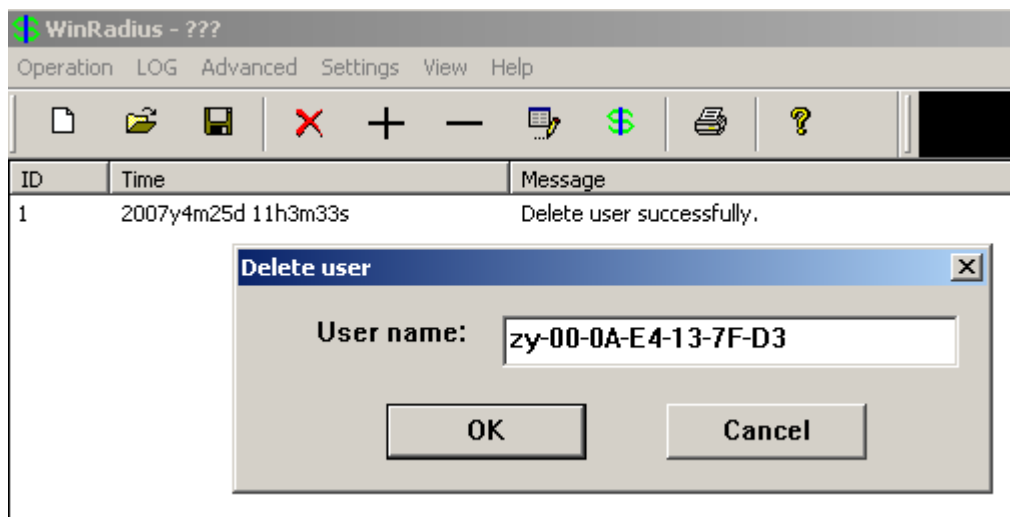 WinRadius - ???
Operation LOG Advanced Settings View Help
ID Time Message
1 2007y4m25d 11h3m33s Delete user successfully.
Delete user
User name: zy-00-0A-E4-13-7F-D3
OK Cancel